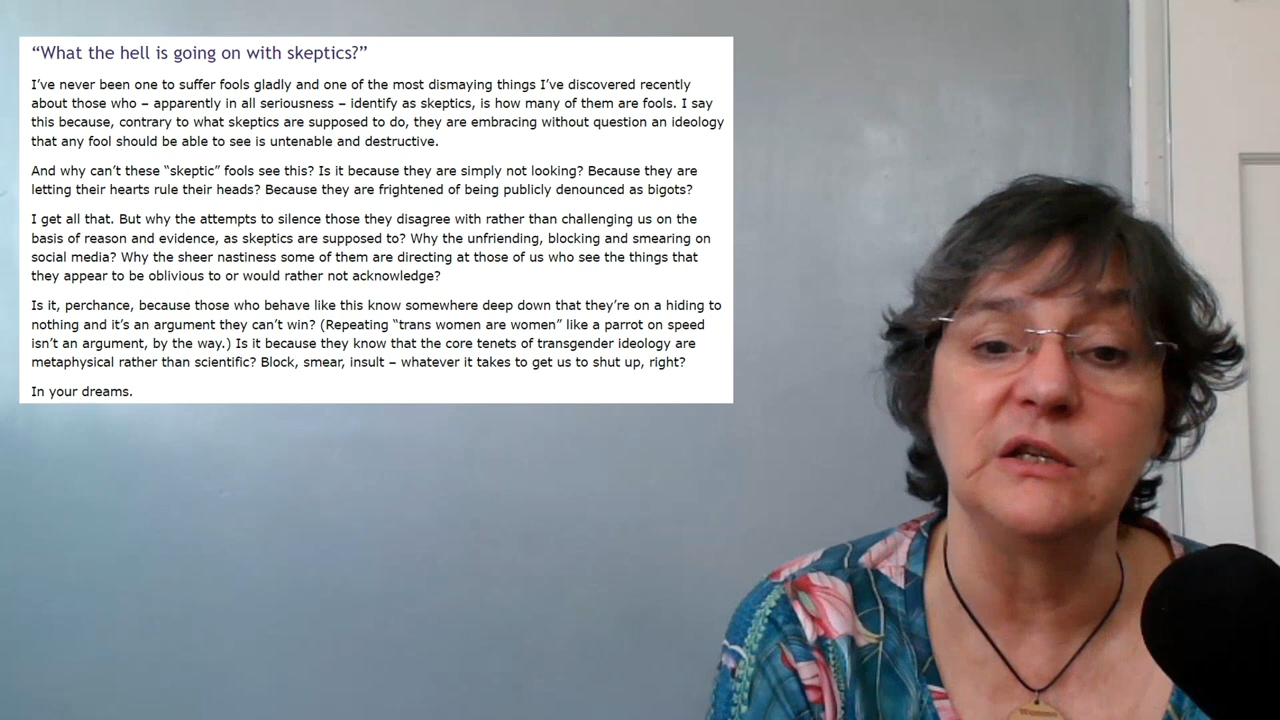 “What the hell is going on with skeptics?”
I’ve never been one to suffer fools gladly and one of the most dismaying things I’ve discovered recently
about those who – apparently in all seriousness – identify as skeptics, is how many of them are fools. I say
this because, contrary to what skeptics are supposed to do, they are embracing without question an ideology
that any fool should be able to see is untenable and destructive.
And why can’t these “skeptic” fools see this? Is it because they are simply not looking? Because they are
letting their hearts rule their heads? Because they are frightened of being publicly denounced as bigots?
I get all that. But why the attempts to silence those they disagree with rather than challenging us on the
basis of reason and evidence, as skeptics are supposed to? Why the unfriending, blocking and smearing on
social media? Why the sheer nastiness some of them are directing at those of us who see the things that
they appear to be oblivious to or would rather not acknowledge?
Is it, perchance, because those who behave like this know somewhere deep down that they’re on a hiding to
nothing and it’s an argument they can’t win? (Repeating “trans women are women” like a parrot on speed
isn’t an argument, by the way.) Is it because they know that the core tenets of transgender ideology are
metaphysical rather than scientific? Block, smear, insult – whatever it takes to get us to shut up, right?
In your dreams.